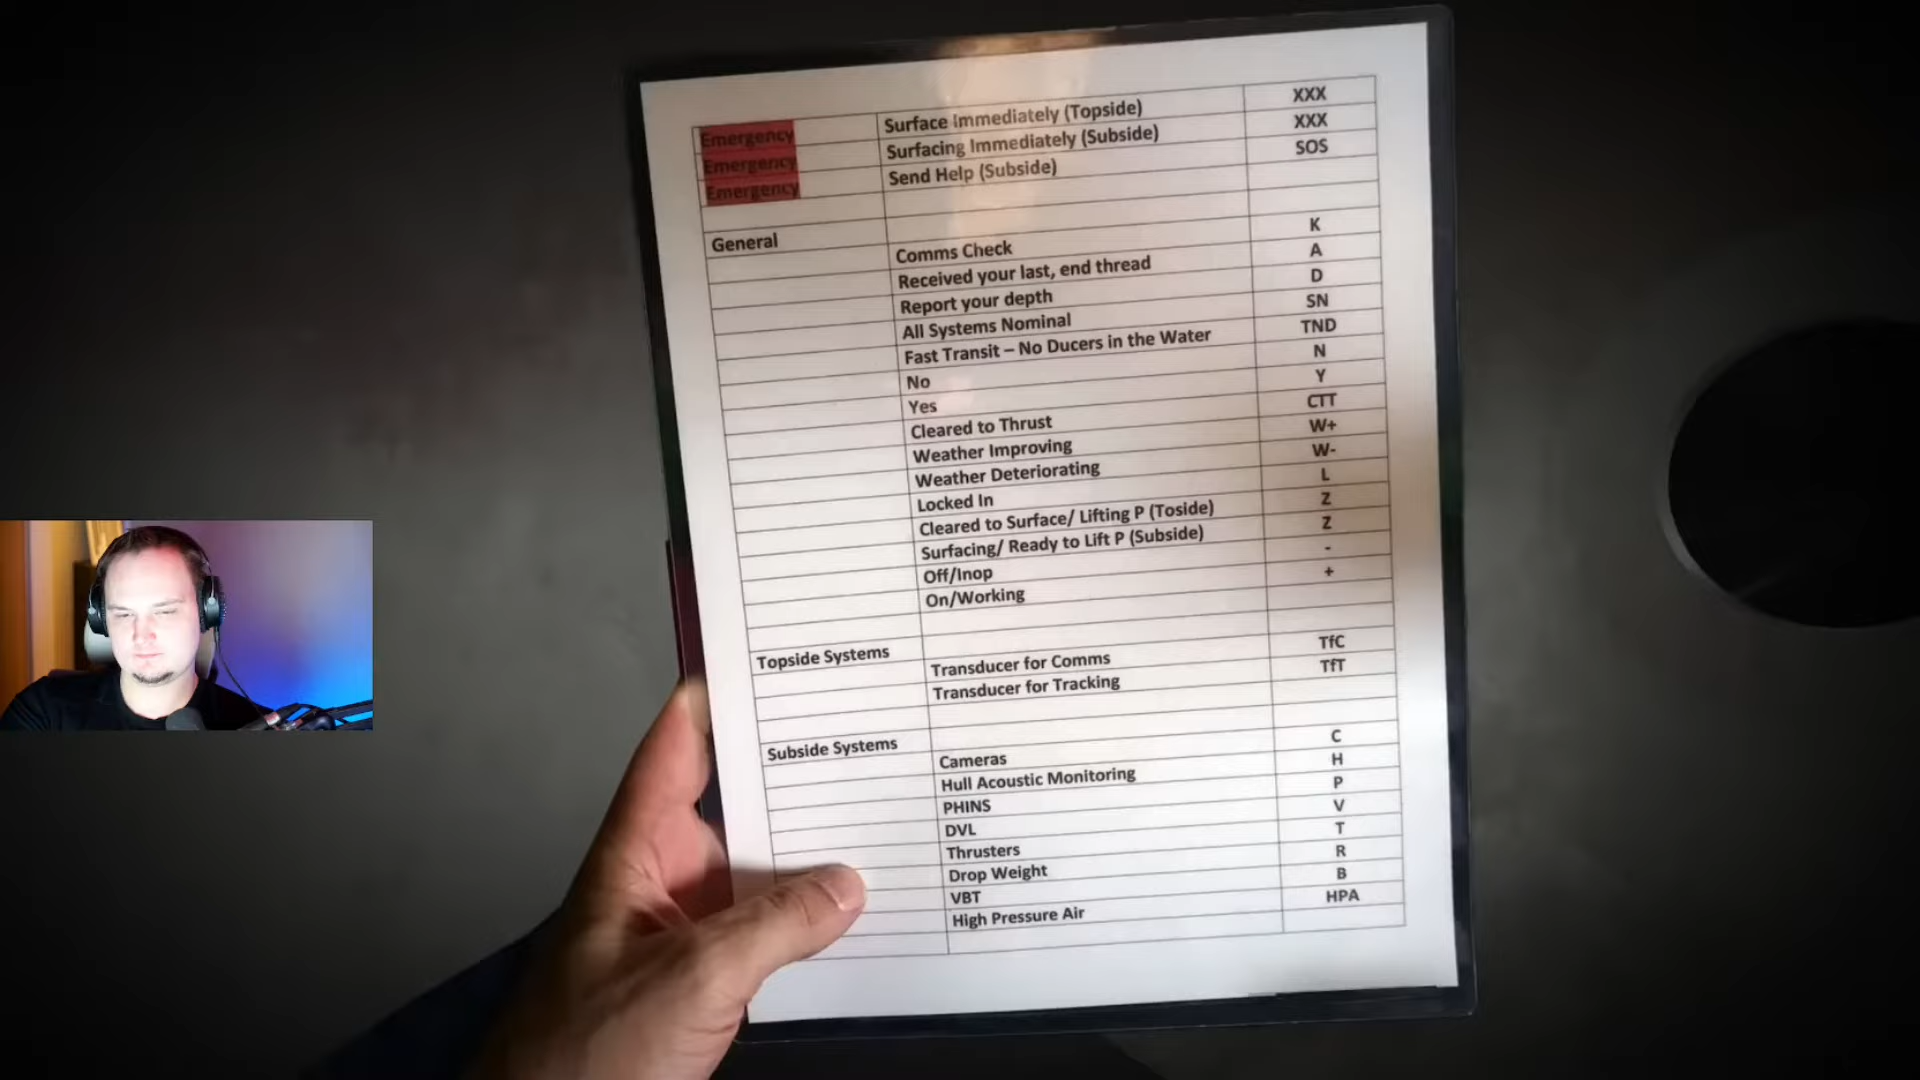 Emergency Surface Immediately (Topside) XXX
Emergency Surfacing Immediately (Subside) XXX
Emergency Send Help (Subside) SOS
General
Comms Check K
Received your last, end thread A
Report your depth D
All Systems Nominal SN
Fast Transit – No Ducers in the Water TND
No N
Yes Y
Cleared to Thrust CTT
Weather Improving W+
Weather Deteriorating W-
Locked In L
Cleared to Surface/ Lifting P (Toside) Z
Surfacing/ Ready to Lift P (Subside) Z
Off/Inop -
On/Working +
Topside Systems
Transducer for Comms TfC
Transducer for Tracking TfT
Subside Systems
Cameras C
Hull Acoustic Monitoring H
PHINS P
DVL V
Thrusters T
Drop Weight R
VBT B
High Pressure Air HPA